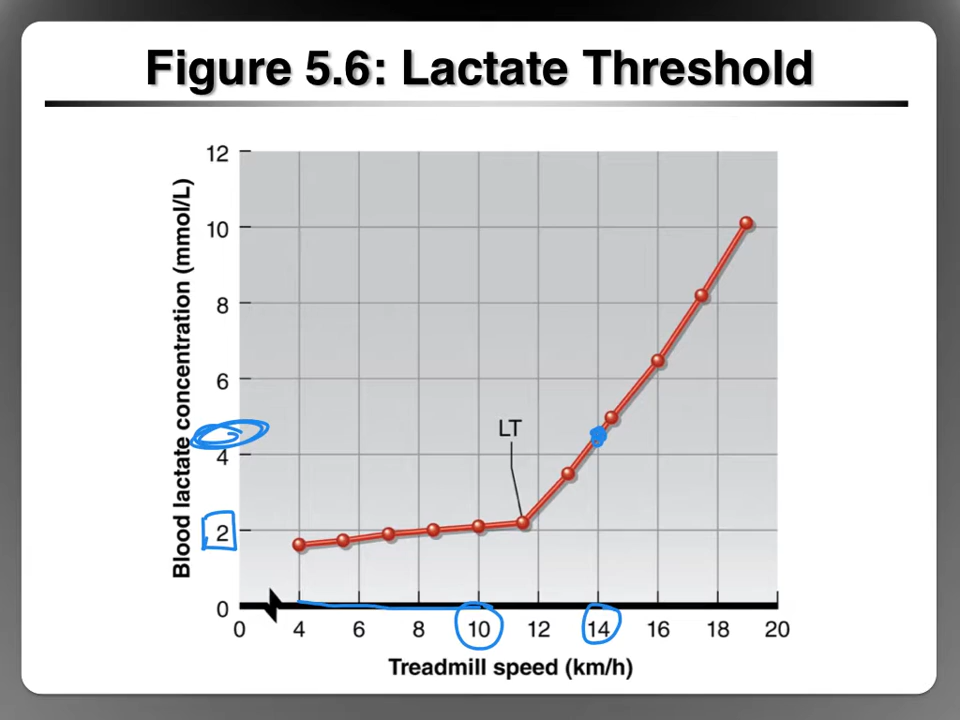 Figure 5.6: Lactate Threshold
Blood lactate concentration (mmol/L)
12
10
8
6
4
2
0
LT
0 4 6 8 10 12 14 16 18 20
Treadmill speed (km/h)